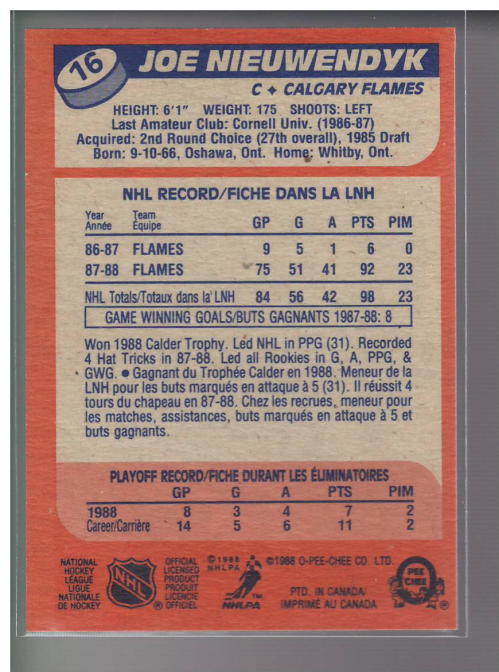 16
JOE NIEUWENDYK
C ♦ CALGARY FLAMES
HEIGHT: 6'1" WEIGHT: 175 SHOOTS: LEFT
Last Amateur Club: Cornell Univ. (1986-87)
Acquired: 2nd Round Choice (27th overall), 1985 Draft
Born: 9-10-66, Oshawa, Ont. Home: Whitby, Ont.
NHL RECORD/FICHE DANS LA LNH
Year Team
Année Équipe GP G A PTS PIM
86-87 FLAMES 9 5 1 6 0
87-88 FLAMES 75 51 41 92 23
NHL Totals/Totaux dans la LNH 84 56 42 98 23
GAME WINNING GOALS/BUTS GAGNANTS 1987-88: 8
Won 1988 Calder Trophy. Led NHL in PPG (31). Recorded
4 Hat Tricks in 87-88. Led all Rookies in G, A, PPG, &
GWG. ● Gagnant du Trophée Calder en 1988. Meneur de la
LNH pour les buts marqués en attaque à 5 (31). Il réussit 4
tours du chapeau en 87-88. Chez les recrues, meneur pour
les matches, assistances, buts marqués en attaque à 5 et
buts gagnants.
PLAYOFF RECORD/FICHE DURANT LES ÉLIMINATOIRES
GP G A PTS PIM
1988 8 3 4 7 2
Career/Carrière 14 5 6 11 2
NATIONAL
HOCKEY
LEAGUE
LIGUE
NATIONALE
DE HOCKEY
NHL
®
OFFICIAL
LICENSED
PRODUCT
PRODUIT
LICENCIÉ
OFFICIEL
©1988
NHLPA
NHLPA
™
©1988 O-PEE-CHEE CO. LTD.
PTD. IN CANADA/
IMPRIMÉ AU CANADA
O
PEE
CHEE
®